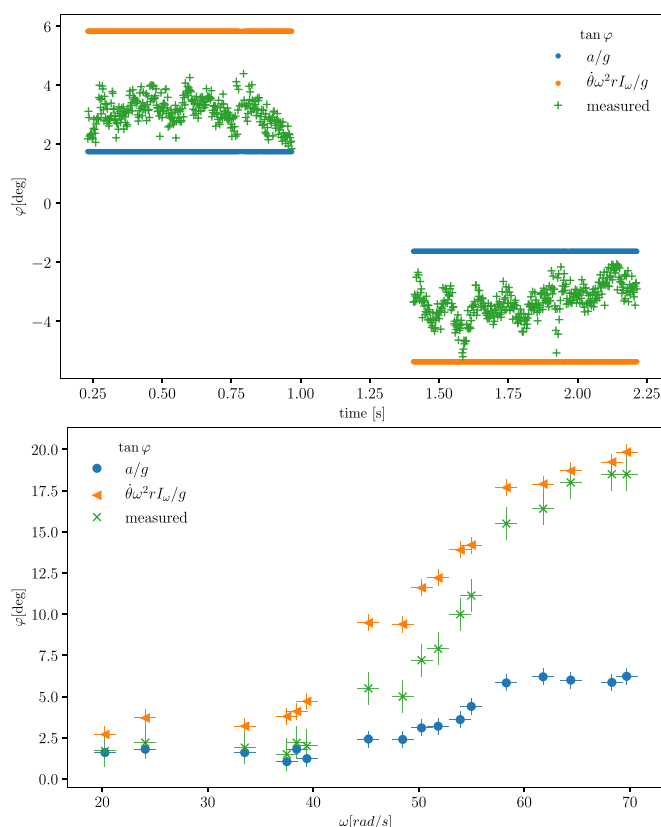 6
4
2
0
−2
−4
φ[deg]
tan φ
a/g
θ̇ω²rI_ω/g
measured
0.25 0.50 0.75 1.00 1.25 1.50 1.75 2.00 2.25
time [s]
20.0
17.5
15.0
12.5
10.0
7.5
5.0
2.5
0.0
φ[deg]
tan φ
a/g
θ̇ω²rI_ω/g
measured
20 30 40 50 60 70
ω[rad/s]